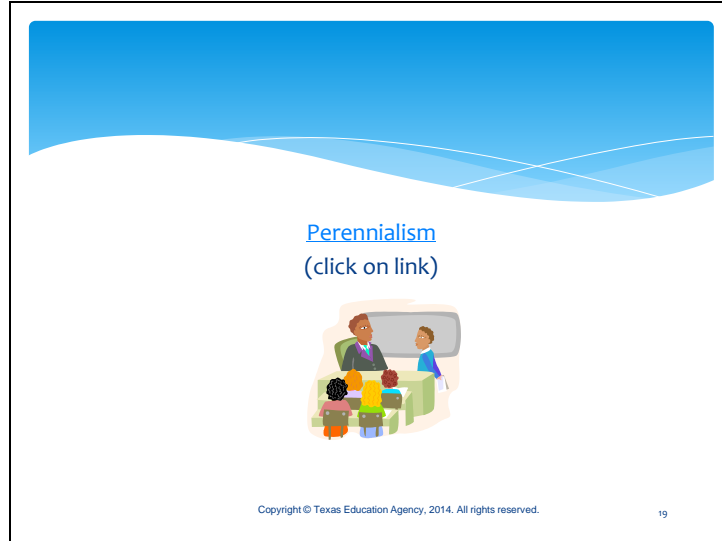 Perennialism
(click on link)
Copyright © Texas Education Agency, 2014. All rights reserved.
19